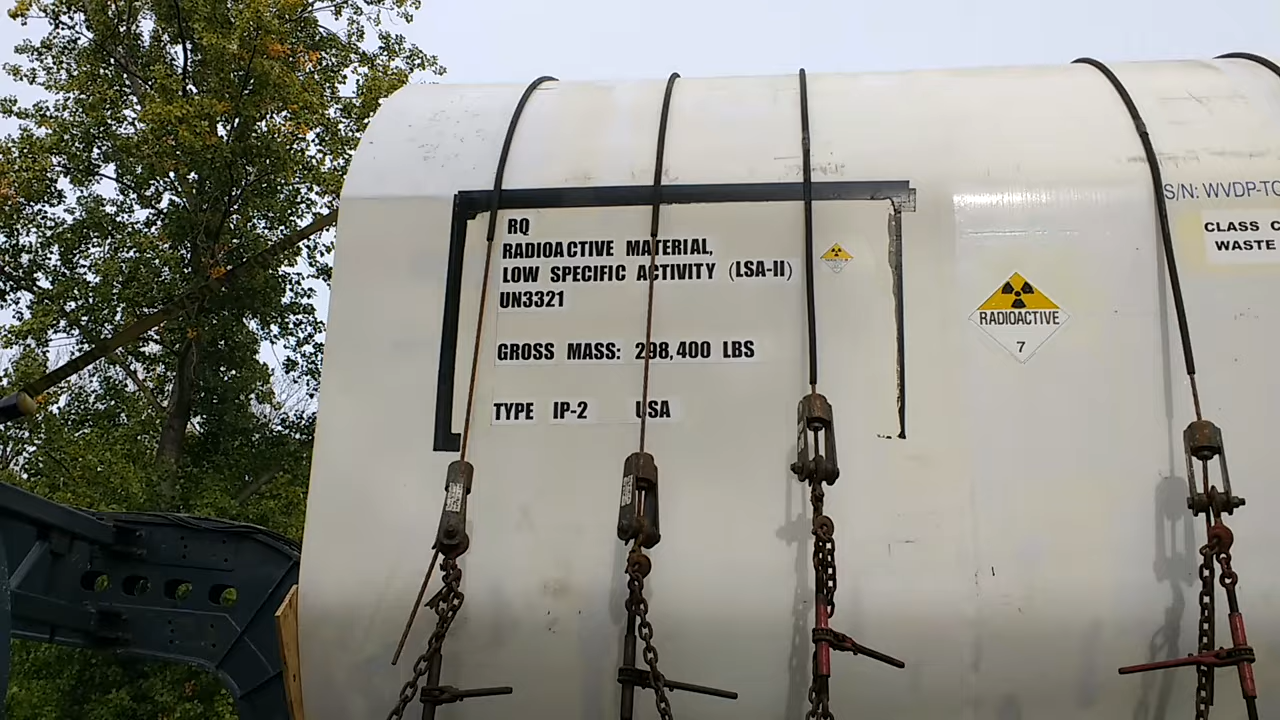 RQ
RADIOACTIVE MATERIAL,
LOW SPECIFIC ACTIVITY (LSA-II)
UN3321
GROSS MASS: 298,400 LBS
TYPE IP-2 USA
RADIOACTIVE
7
S/N: WVDP-TC
CLASS C
WASTE